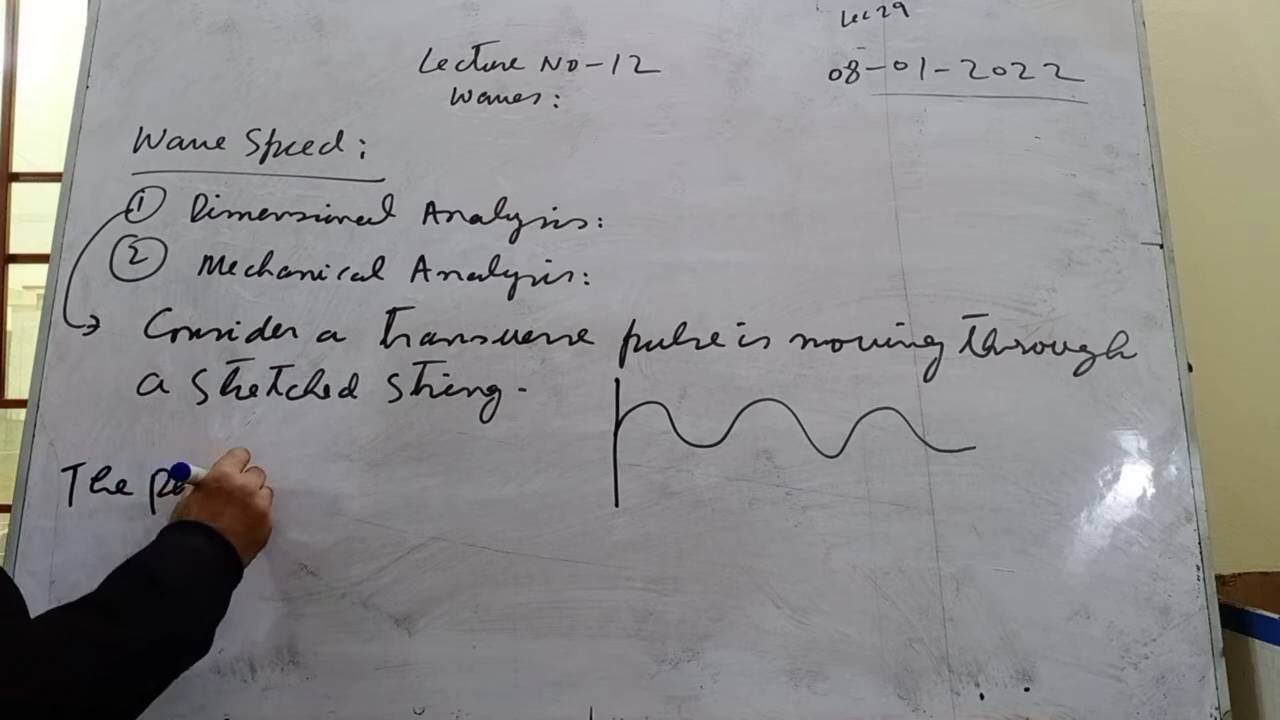 Lec 29
Lecture No-12
08-01-2022
Waves:
Wave Speed:
① Dimensional Analysis:
② Mechanical Analysis:
→ Consider a transverse pulse is moving through
a stretched string.
The